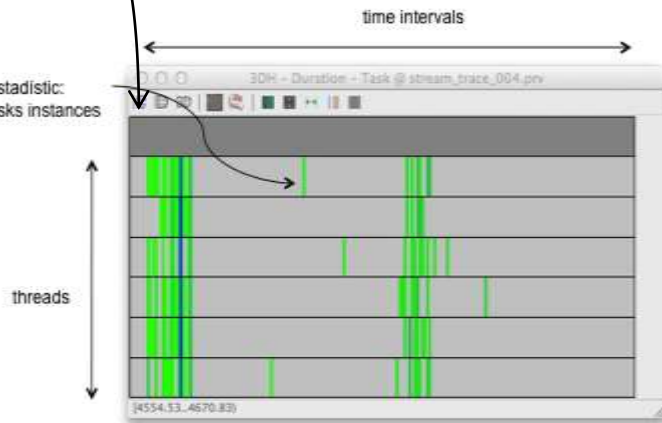 time intervals
3DH - Duration - Task @ stream_trace_004.prv
stadistic:
sks instances
threads
[4554.53..4670.83)